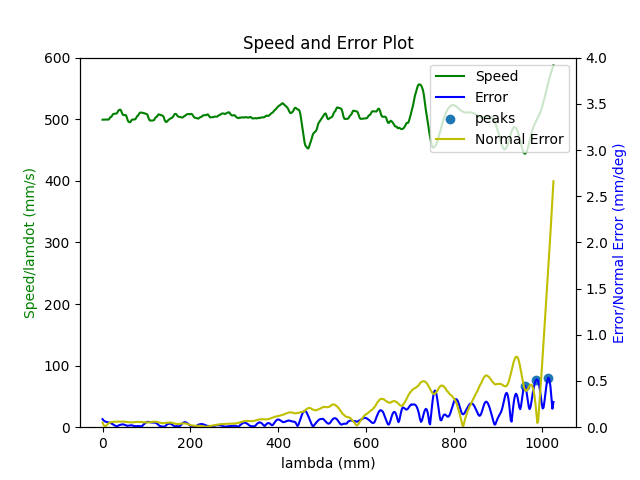 Speed and Error Plot
600
500
400
300
200
100
0
Speed/lamdot (mm/s)
4.0
3.5
3.0
2.5
2.0
1.5
1.0
0.5
0.0
Error/Normal Error (mm/deg)
Speed
Error
peaks
Normal Error
0
200
400
600
800
1000
lambda (mm)